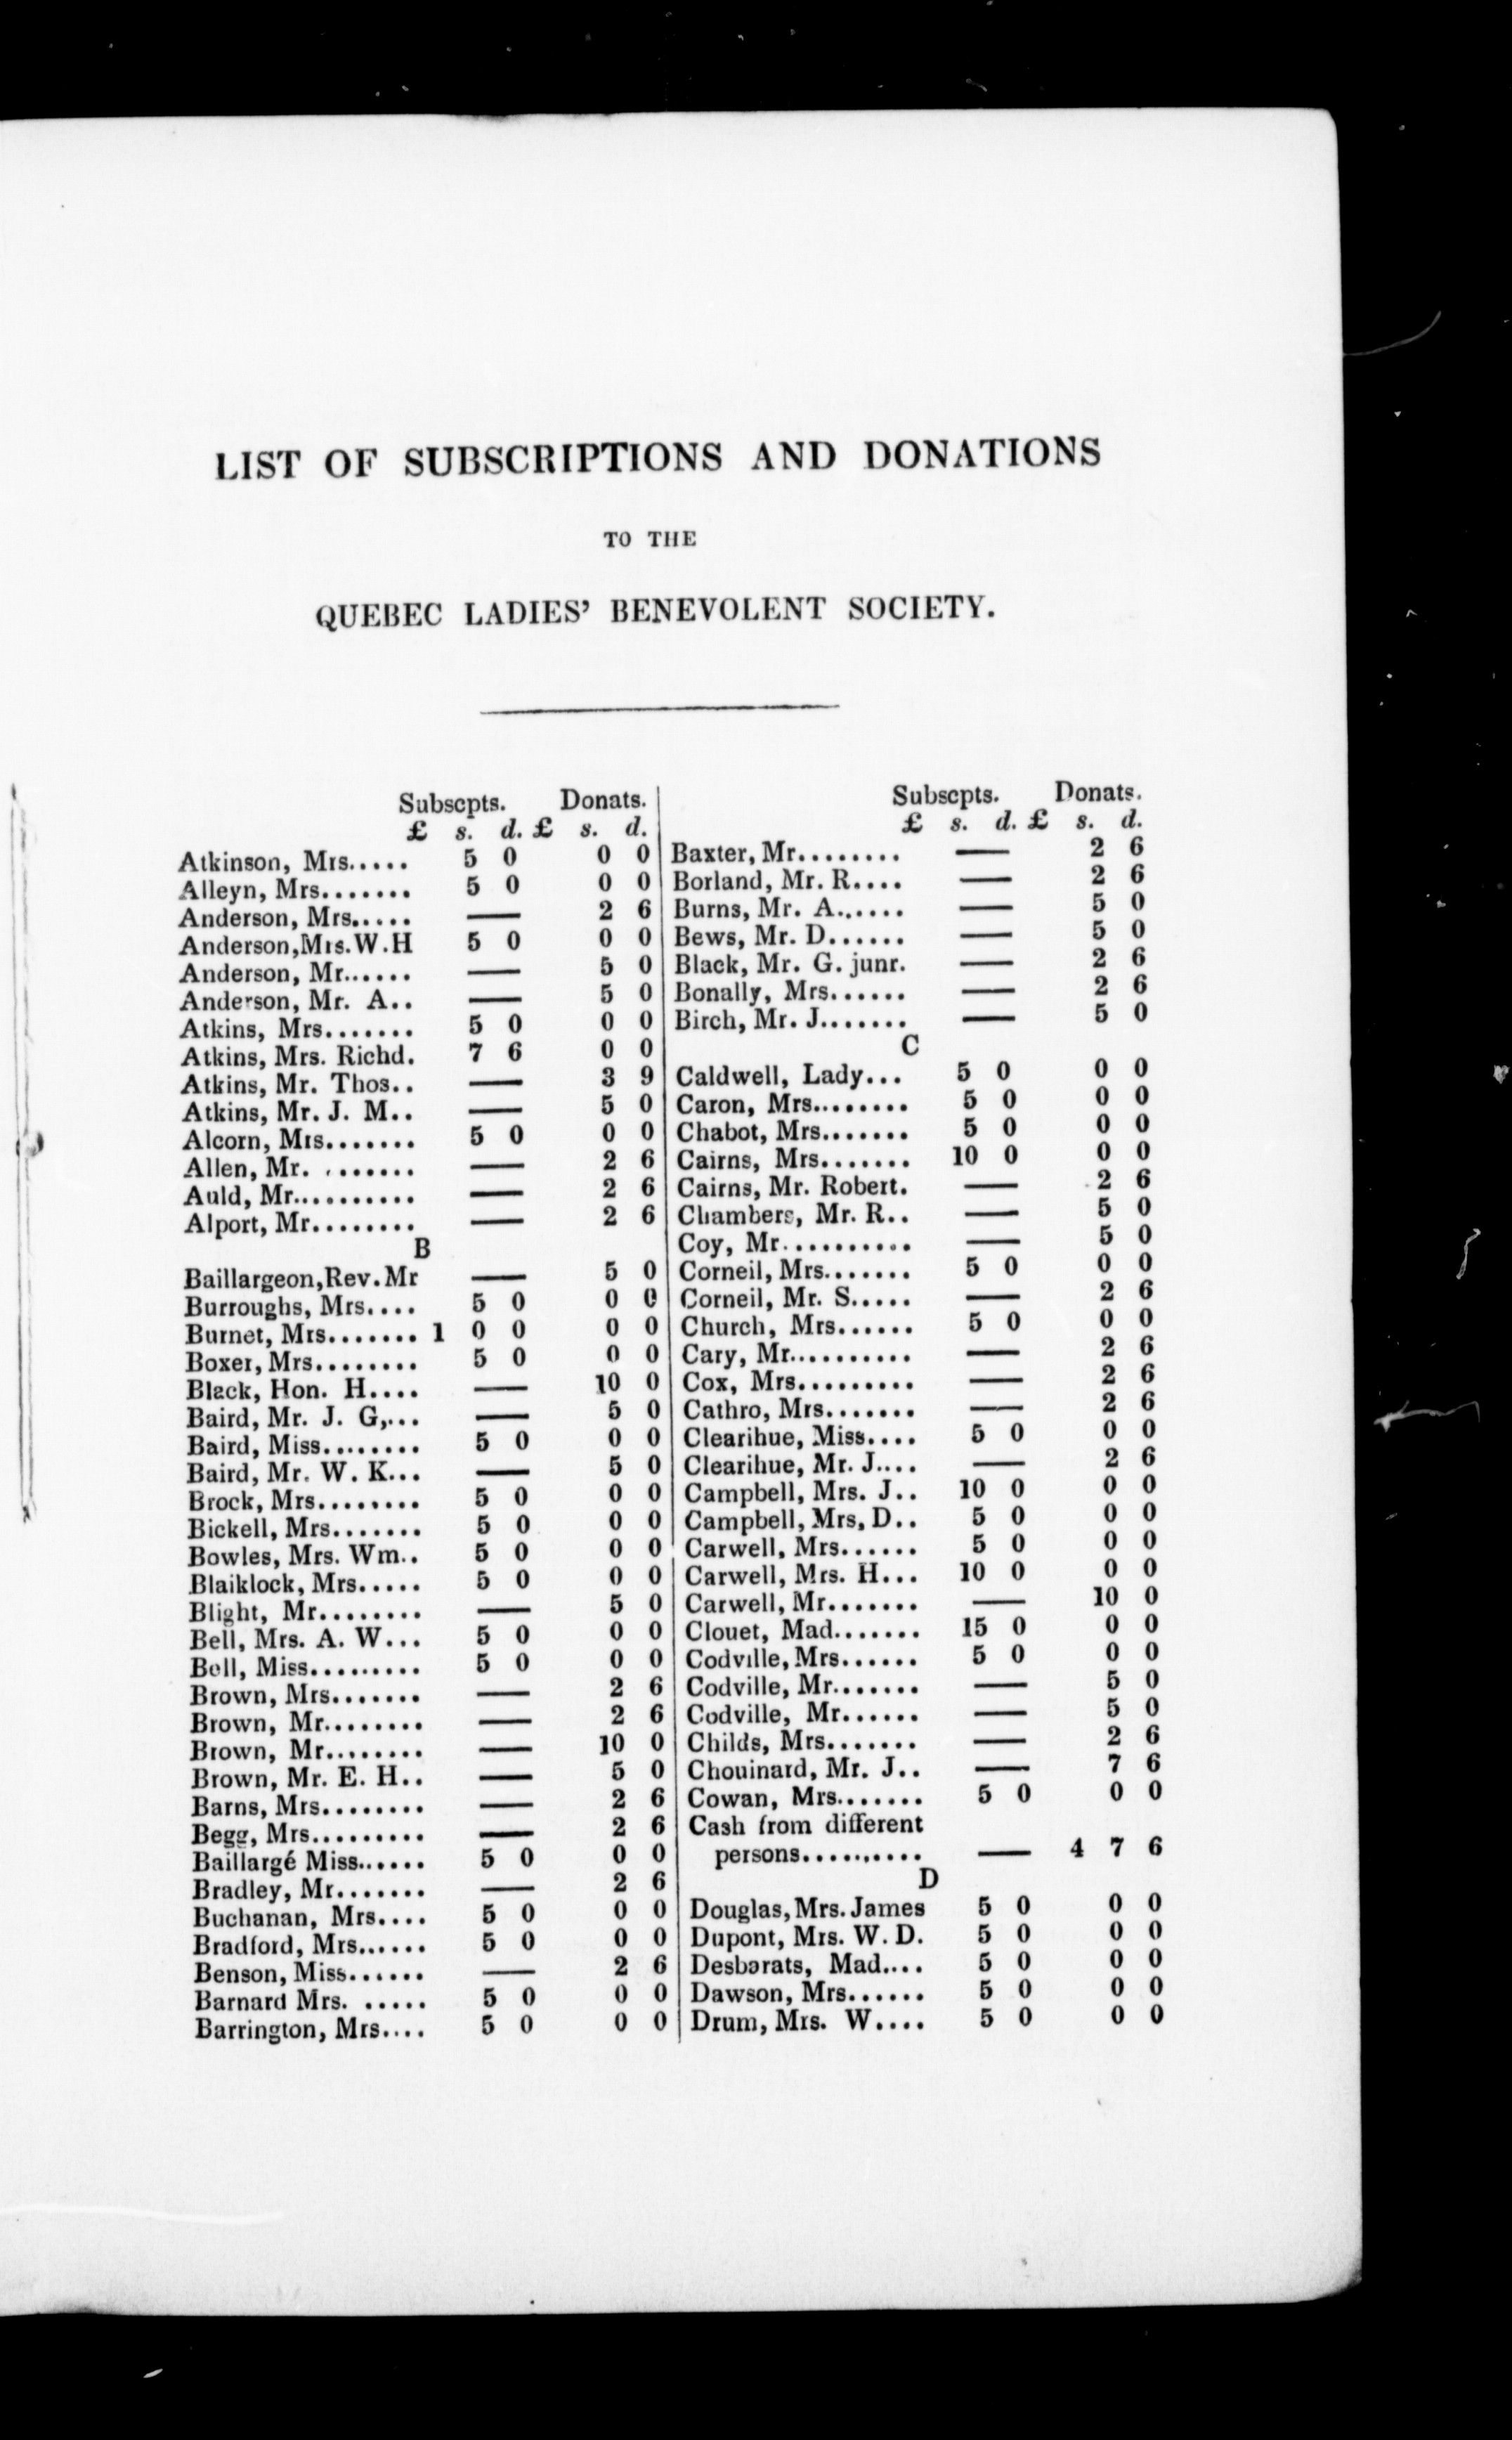 LIST OF SUBSCRIPTIONS AND DONATIONS
TO THE
QUEBEC LADIES' BENEVOLENT SOCIETY.
Subscpts. Donats.
£ s. d. £ s. d.
Atkinson, Mrs..... 5 0 0 0
Alleyn, Mrs....... 5 0 0 0
Anderson, Mrs..... —— 2 6
Anderson,Mrs.W.H 5 0 0 0
Anderson, Mr...... —— 5 0
Anderson, Mr. A.. —— 5 0
Atkins, Mrs....... 5 0 0 0
Atkins, Mrs. Richd. 7 6 0 0
Atkins, Mr. Thos.. —— 3 9
Atkins, Mr. J. M.. —— 5 0
Alcorn, Mrs....... 5 0 0 0
Allen, Mr. ....... —— 2 6
Auld, Mr.......... —— 2 6
Alport, Mr........ —— 2 6
B
Baillargeon,Rev.Mr —— 5 0
Burroughs, Mrs.... 5 0 0 0
Burnet, Mrs....... 1 0 0 0 0
Boxer, Mrs........ 5 0 0 0
Black, Hon. H.... —— 10 0
Baird, Mr. J. G,... —— 5 0
Baird, Miss........ 5 0 0 0
Baird, Mr. W. K... —— 5 0
Brock, Mrs........ 5 0 0 0
Bickell, Mrs....... 5 0 0 0
Bowles, Mrs. Wm.. 5 0 0 0
Blaiklock, Mrs..... 5 0 0 0
Blight, Mr........ —— 5 0
Bell, Mrs. A. W... 5 0 0 0
Bell, Miss......... 5 0 0 0
Brown, Mrs....... —— 2 6
Brown, Mr........ —— 2 6
Brown, Mr........ —— 10 0
Brown, Mr. E. H.. —— 5 0
Barns, Mrs........ —— 2 6
Begg, Mrs......... —— 2 6
Baillargé Miss...... 5 0 0 0
Bradley, Mr....... —— 2 6
Buchanan, Mrs.... 5 0 0 0
Bradford, Mrs...... 5 0 0 0
Benson, Miss...... —— 2 6
Barnard Mrs. ..... 5 0 0 0
Barrington, Mrs.... 5 0 0 0
Subscpts. Donats.
£ s. d. £ s. d.
Baxter, Mr........ —— 2 6
Borland, Mr. R.... —— 2 6
Burns, Mr. A...... —— 5 0
Bews, Mr. D...... —— 5 0
Black, Mr. G. junr. —— 2 6
Bonally, Mrs...... —— 2 6
Birch, Mr. J....... —— 5 0
C
Caldwell, Lady... 5 0 0 0
Caron, Mrs........ 5 0 0 0
Chabot, Mrs....... 5 0 0 0
Cairns, Mrs....... 10 0 0 0
Cairns, Mr. Robert. —— 2 6
Chambers, Mr. R.. —— 5 0
Coy, Mr.......... —— 5 0
Corneil, Mrs....... 5 0 0 0
Corneil, Mr. S..... —— 2 6
Church, Mrs...... 5 0 0 0
Cary, Mr.......... —— 2 6
Cox, Mrs......... —— 2 6
Cathro, Mrs....... —— 2 6
Clearihue, Miss.... 5 0 0 0
Clearihue, Mr. J.... —— 2 6
Campbell, Mrs. J.. 10 0 0 0
Campbell, Mrs, D.. 5 0 0 0
Carwell, Mrs...... 5 0 0 0
Carwell, Mrs. H... 10 0 0 0
Carwell, Mr....... —— 10 0
Clouet, Mad....... 15 0 0 0
Codville, Mrs...... 5 0 0 0
Codville, Mr....... —— 5 0
Codville, Mr...... —— 5 0
Childs, Mrs....... —— 2 6
Chouinard, Mr. J.. —— 7 6
Cowan, Mrs....... 5 0 0 0
Cash from different
persons.......... —— 4 7 6
D
Douglas, Mrs. James 5 0 0 0
Dupont, Mrs. W. D. 5 0 0 0
Desbarats, Mad.... 5 0 0 0
Dawson, Mrs...... 5 0 0 0
Drum, Mrs. W.... 5 0 0 0